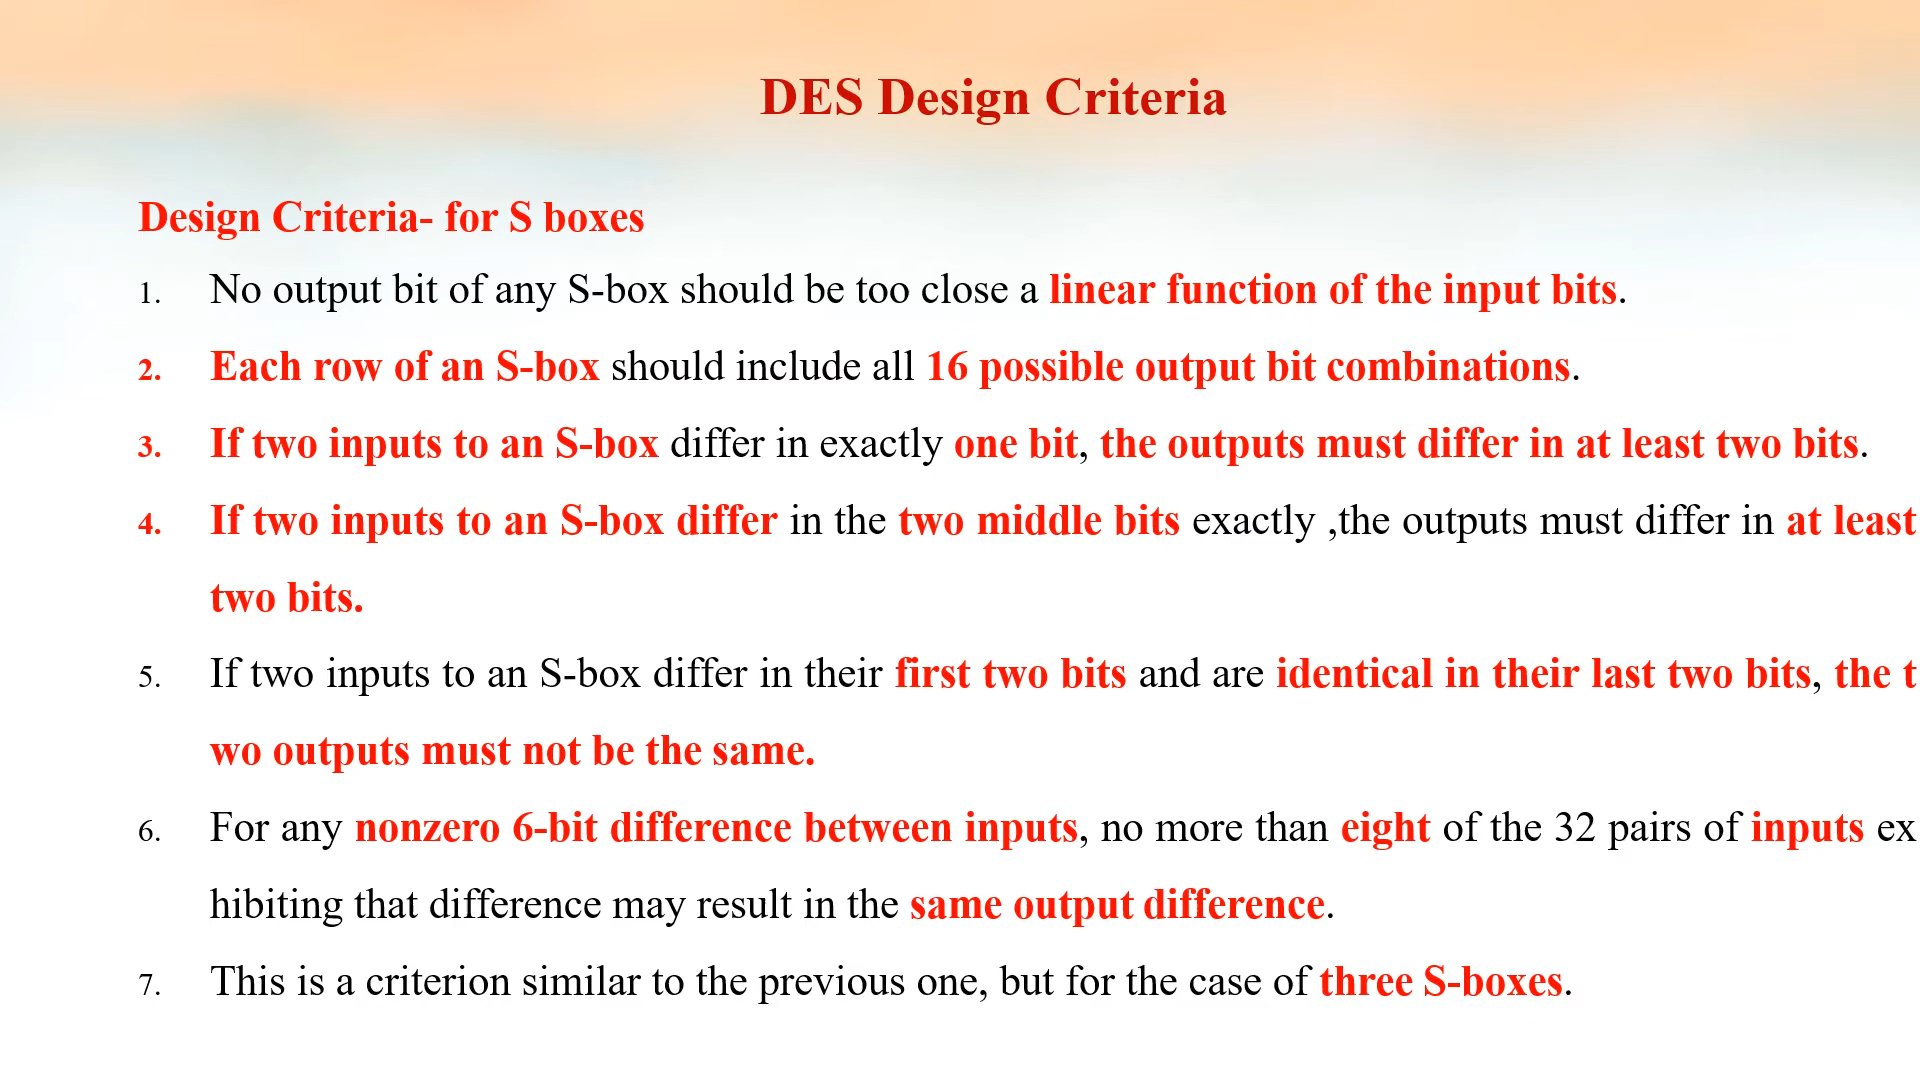 DES Design Criteria
Design Criteria- for S boxes
1. No output bit of any S-box should be too close a linear function of the input bits.
2. Each row of an S-box should include all 16 possible output bit combinations.
3. If two inputs to an S-box differ in exactly one bit, the outputs must differ in at least two bits.
4. If two inputs to an S-box differ in the two middle bits exactly ,the outputs must differ in at least
two bits.
5. If two inputs to an S-box differ in their first two bits and are identical in their last two bits, the t
wo outputs must not be the same.
6. For any nonzero 6-bit difference between inputs, no more than eight of the 32 pairs of inputs ex
hibiting that difference may result in the same output difference.
7. This is a criterion similar to the previous one, but for the case of three S-boxes.